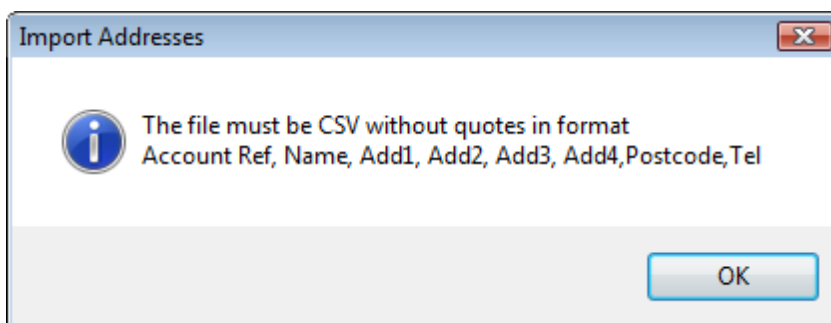 Import Addresses
The file must be CSV without quotes in format
Account Ref, Name, Add1, Add2, Add3, Add4,Postcode,Tel
OK